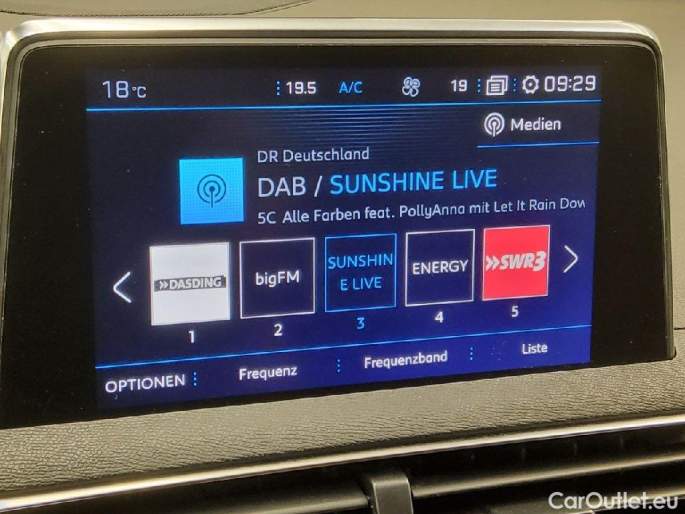 18°C 19.5 A/C 19 09:29
Medien
DR Deutschland
DAB / SUNSHINE LIVE
5C Alle Farben feat. PollyAnna mit Let It Rain Dow
»DASDING bigFM SUNSHIN ENERGY »SWR3
E LIVE
1 2 3 4 5
OPTIONEN Frequenz Frequenzband Liste
CarOutlet.eu